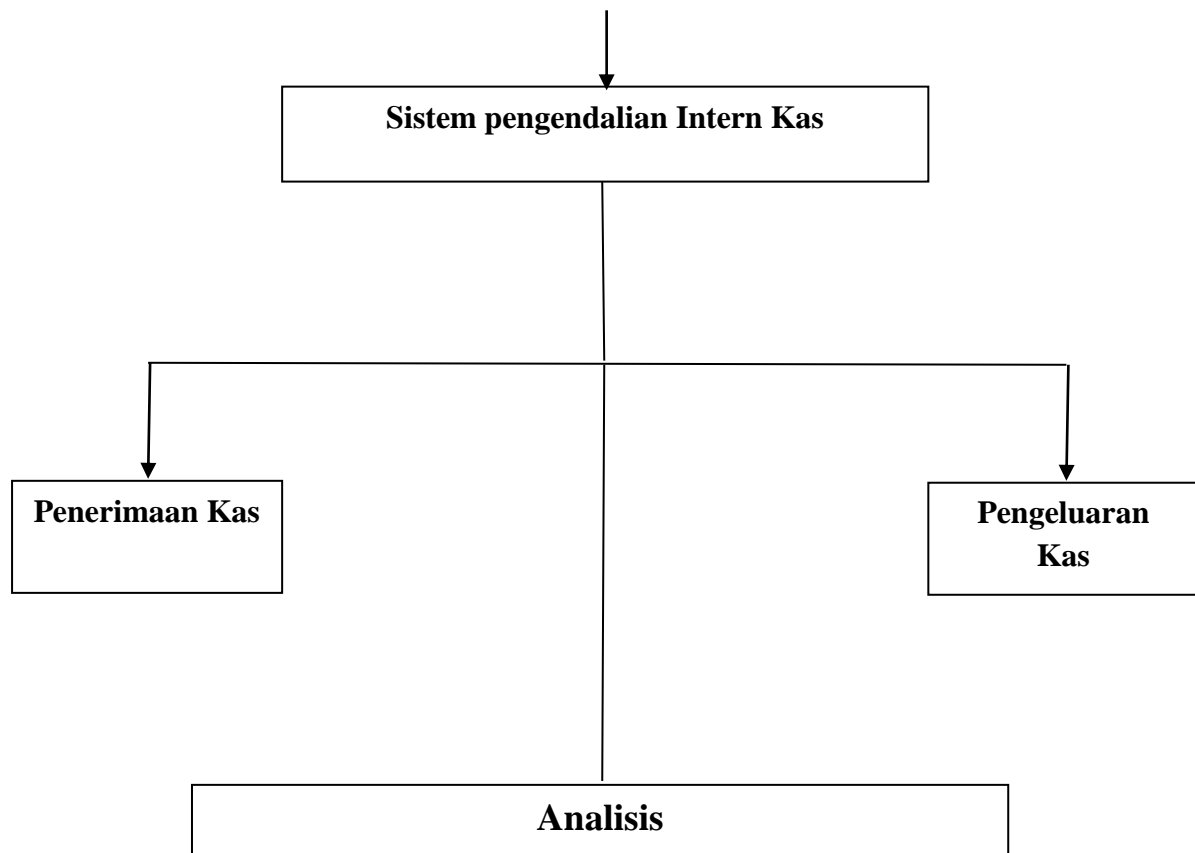 Sistem pengendalian Intern Kas
Penerimaan Kas
Pengeluaran
Kas
Analisis